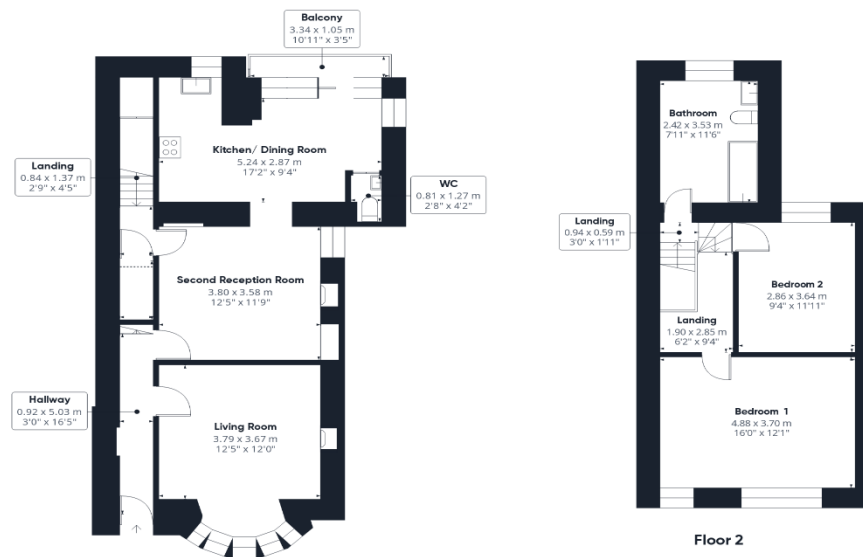 Balcony
3.34 x 1.05 m
10'11" x 3'5"
Kitchen/ Dining Room
5.24 x 2.87 m
17'2" x 9'4"
Landing
0.84 x 1.37 m
2'9" x 4'5"
WC
0.81 x 1.27 m
2'8" x 4'2"
Second Reception Room
3.80 x 3.58 m
12'5" x 11'9"
Hallway
0.92 x 5.03 m
3'0" x 16'5"
Living Room
3.79 x 3.67 m
12'5" x 12'0"
Bathroom
2.42 x 3.53 m
7'11" x 11'6"
Landing
0.94 x 0.59 m
3'0" x 1'11"
Bedroom 2
2.86 x 3.64 m
9'4" x 11'11"
Landing
1.90 x 2.85 m
6'2" x 9'4"
Bedroom 1
4.88 x 3.70 m
16'0" x 12'1"
Floor 2